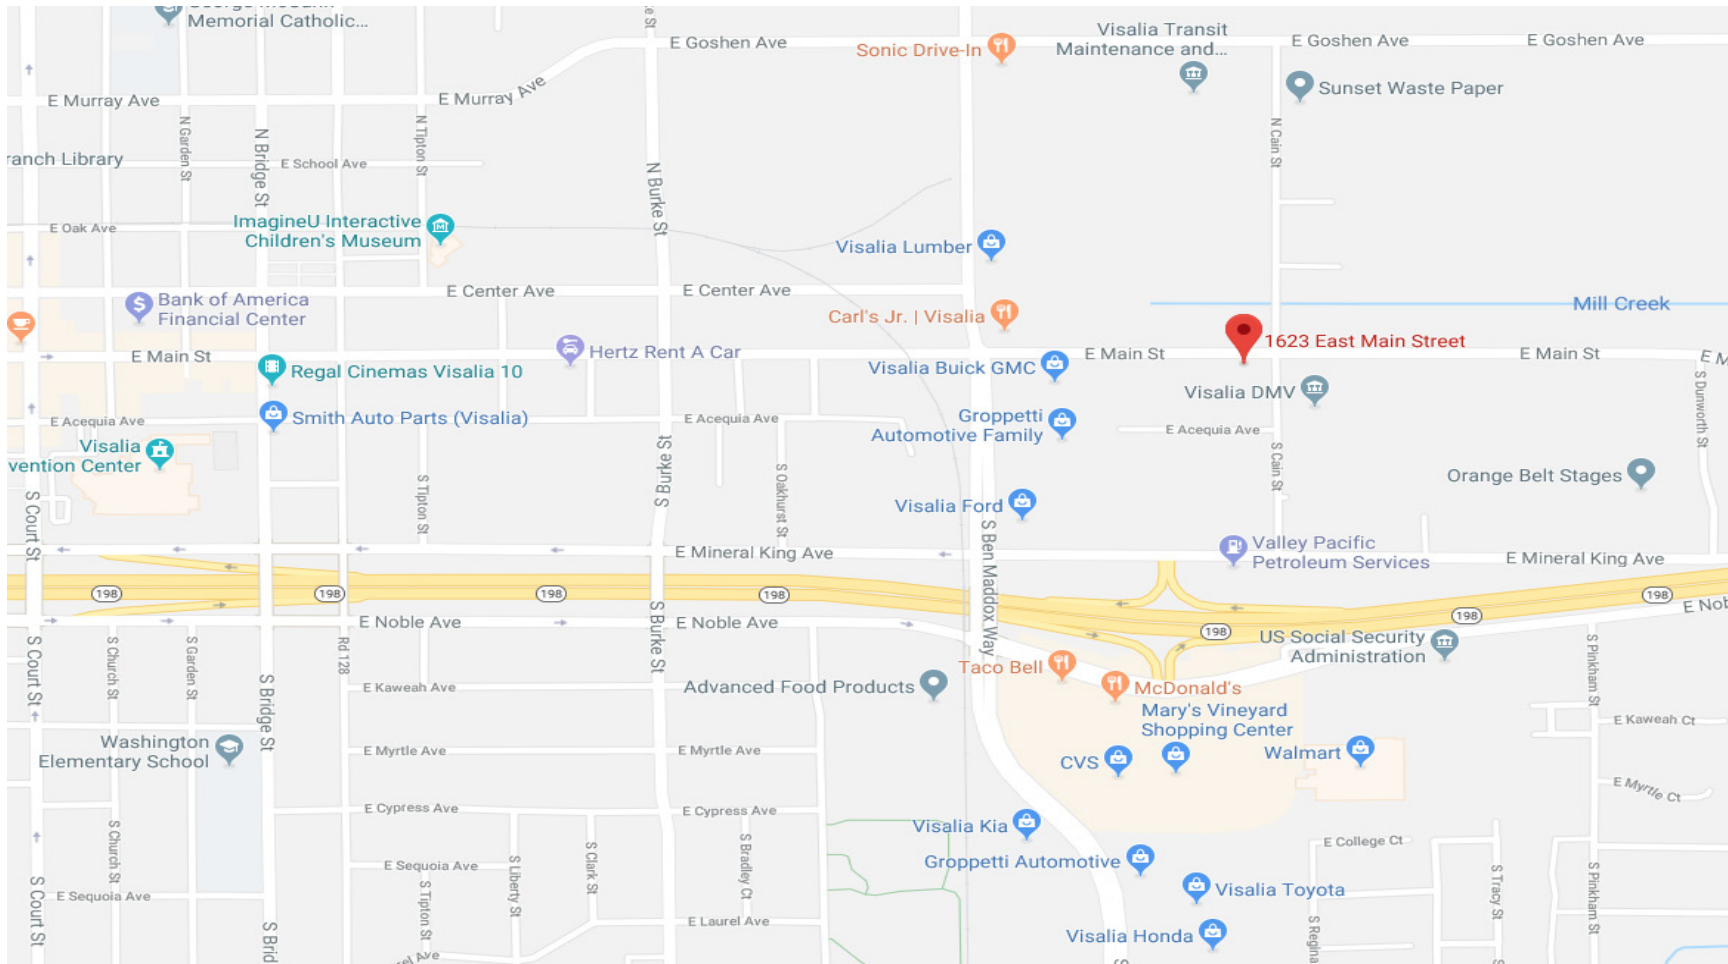 Memorial Catholic...
E Goshen Ave
Sonic Drive-In
Visalia Transit
Maintenance and...
E Goshen Ave
E Goshen Ave
Sunset Waste Paper
E Murray Ave
E Murray Ave
N Garden St
N Bridge St
N Tipton St
N Cain St
ranch Library
E School Ave
N Burke St
E Oak Ave
ImagineU Interactive
Children's Museum
Visalia Lumber
E Center Ave
E Center Ave
Bank of America
Financial Center
Mill Creek
Carl's Jr. | Visalia
1623 East Main Street
E Main St
Hertz Rent A Car
E Main St
E Main St
E M
Regal Cinemas Visalia 10
Visalia Buick GMC
Visalia DMV
S Dunworth St
E Acequia Ave
Smith Auto Parts (Visalia)
E Acequia Ave
Groppetti
Automotive Family
E Acequia Ave
Visalia
vention Center
S Burke St
S Oakhurst St
S Tipton St
S Cain St
Orange Belt Stages
Visalia Ford
S Court St
E Mineral King Ave
S Ben Maddox Way
Valley Pacific
Petroleum Services
E Mineral King Ave
198
198
198
198
198
198
198
E Nob
E Noble Ave
E Noble Ave
S Court St
S Church St
S Garden St
Rd 128
S Burke St
US Social Security
Administration
S Pinkham St
Taco Bell
E Kaweah Ave
Advanced Food Products
McDonald's
Mary's Vineyard
Shopping Center
S Bridge St
E Kaweah Ct
Washington
Elementary School
E Myrtle Ave
E Myrtle Ave
CVS
Walmart
E Myrtle Ct
E Cypress Ave
E Cypress Ave
Visalia Kia
E College Ct
S Church St
S Court St
E Sequoia Ave
E Sequoia Ave
S Tipton St
S Liberty St
S Clark St
S Bradley Ct
Groppetti Automotive
Visalia Toyota
S Tracy St
S Pinkham St
E Laurel Ave
S Regina
Visalia Honda
S Brid
rel Ave